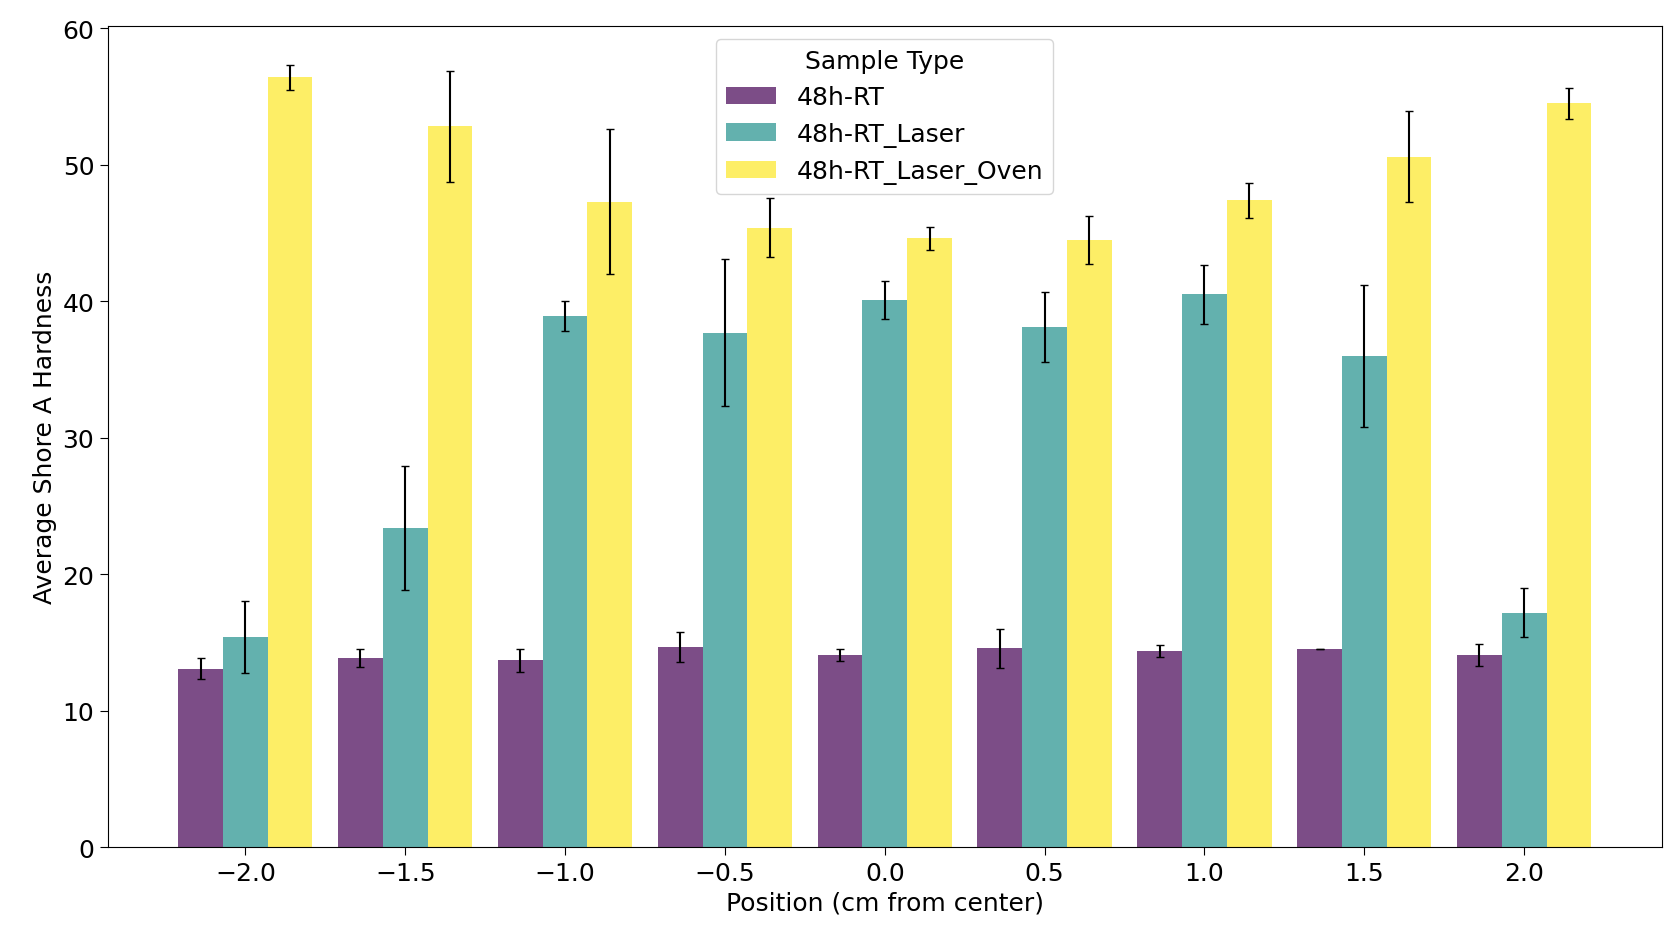 60
50
40
30
20
10
0
Average Shore A Hardness
Sample Type
48h-RT
48h-RT_Laser
48h-RT_Laser_Oven
−2.0 −1.5 −1.0 −0.5 0.0 0.5 1.0 1.5 2.0
Position (cm from center)